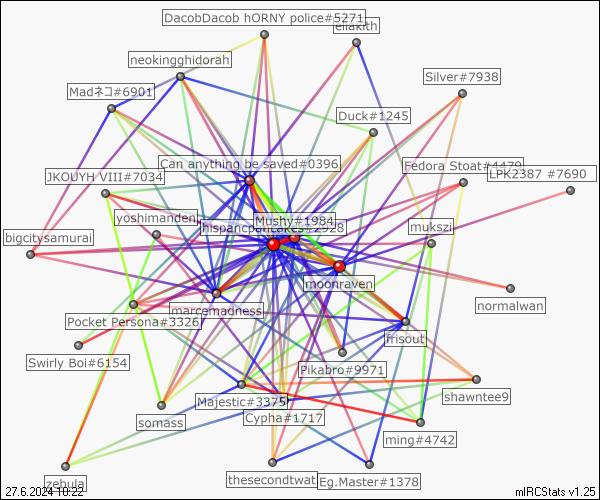 DacobDacob hORNY police#5271
eliakith
neokingghidorah
Silver#7938
Madネコ#6901
Duck#1245
Can anything be saved#0396
Fedora Stoat#4479
LPK2387 #7690
JKOUYH VIII#7034
yoshimanden
Mushy#1984
hispancpancakes#2928
mukszi
bigcitysamurai
moonraven
normalwan
marcemadness
Pocket Persona#3326
frisout
Swirly Boi#6154
Pikabro#9971
Majestic#3375
shawntee9
somass
Cypha#1717
ming#4742
thesecondtwat
Eg.Master#1378
zebula
27.6.2024 10:22
mIRCStats v1.25